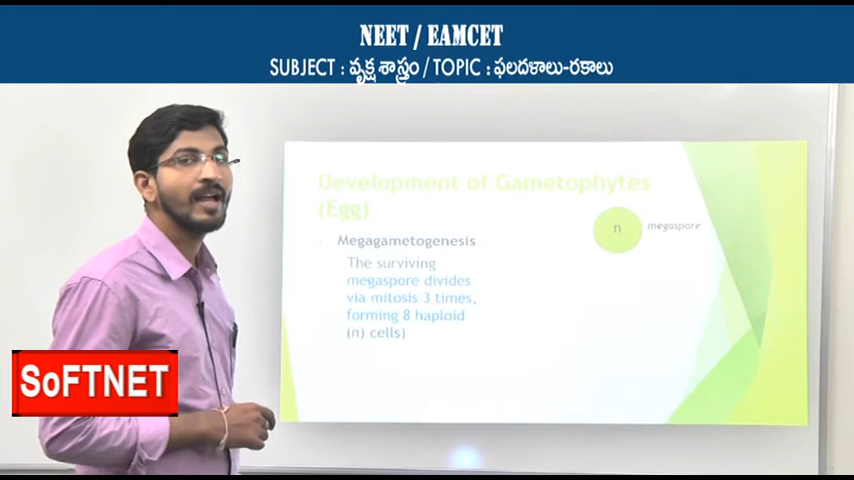 NEET / EAMCET
SUBJECT : వృక్ష శాస్త్రం / TOPIC : ఫలదళాలు-రకాలు
Development of Gametophytes
(Egg)
Megagametogenesis
n
megaspore
The surviving
megaspore divides
via mitosis 3 times,
forming 8 haploid
(n) cells)
SoFTNET